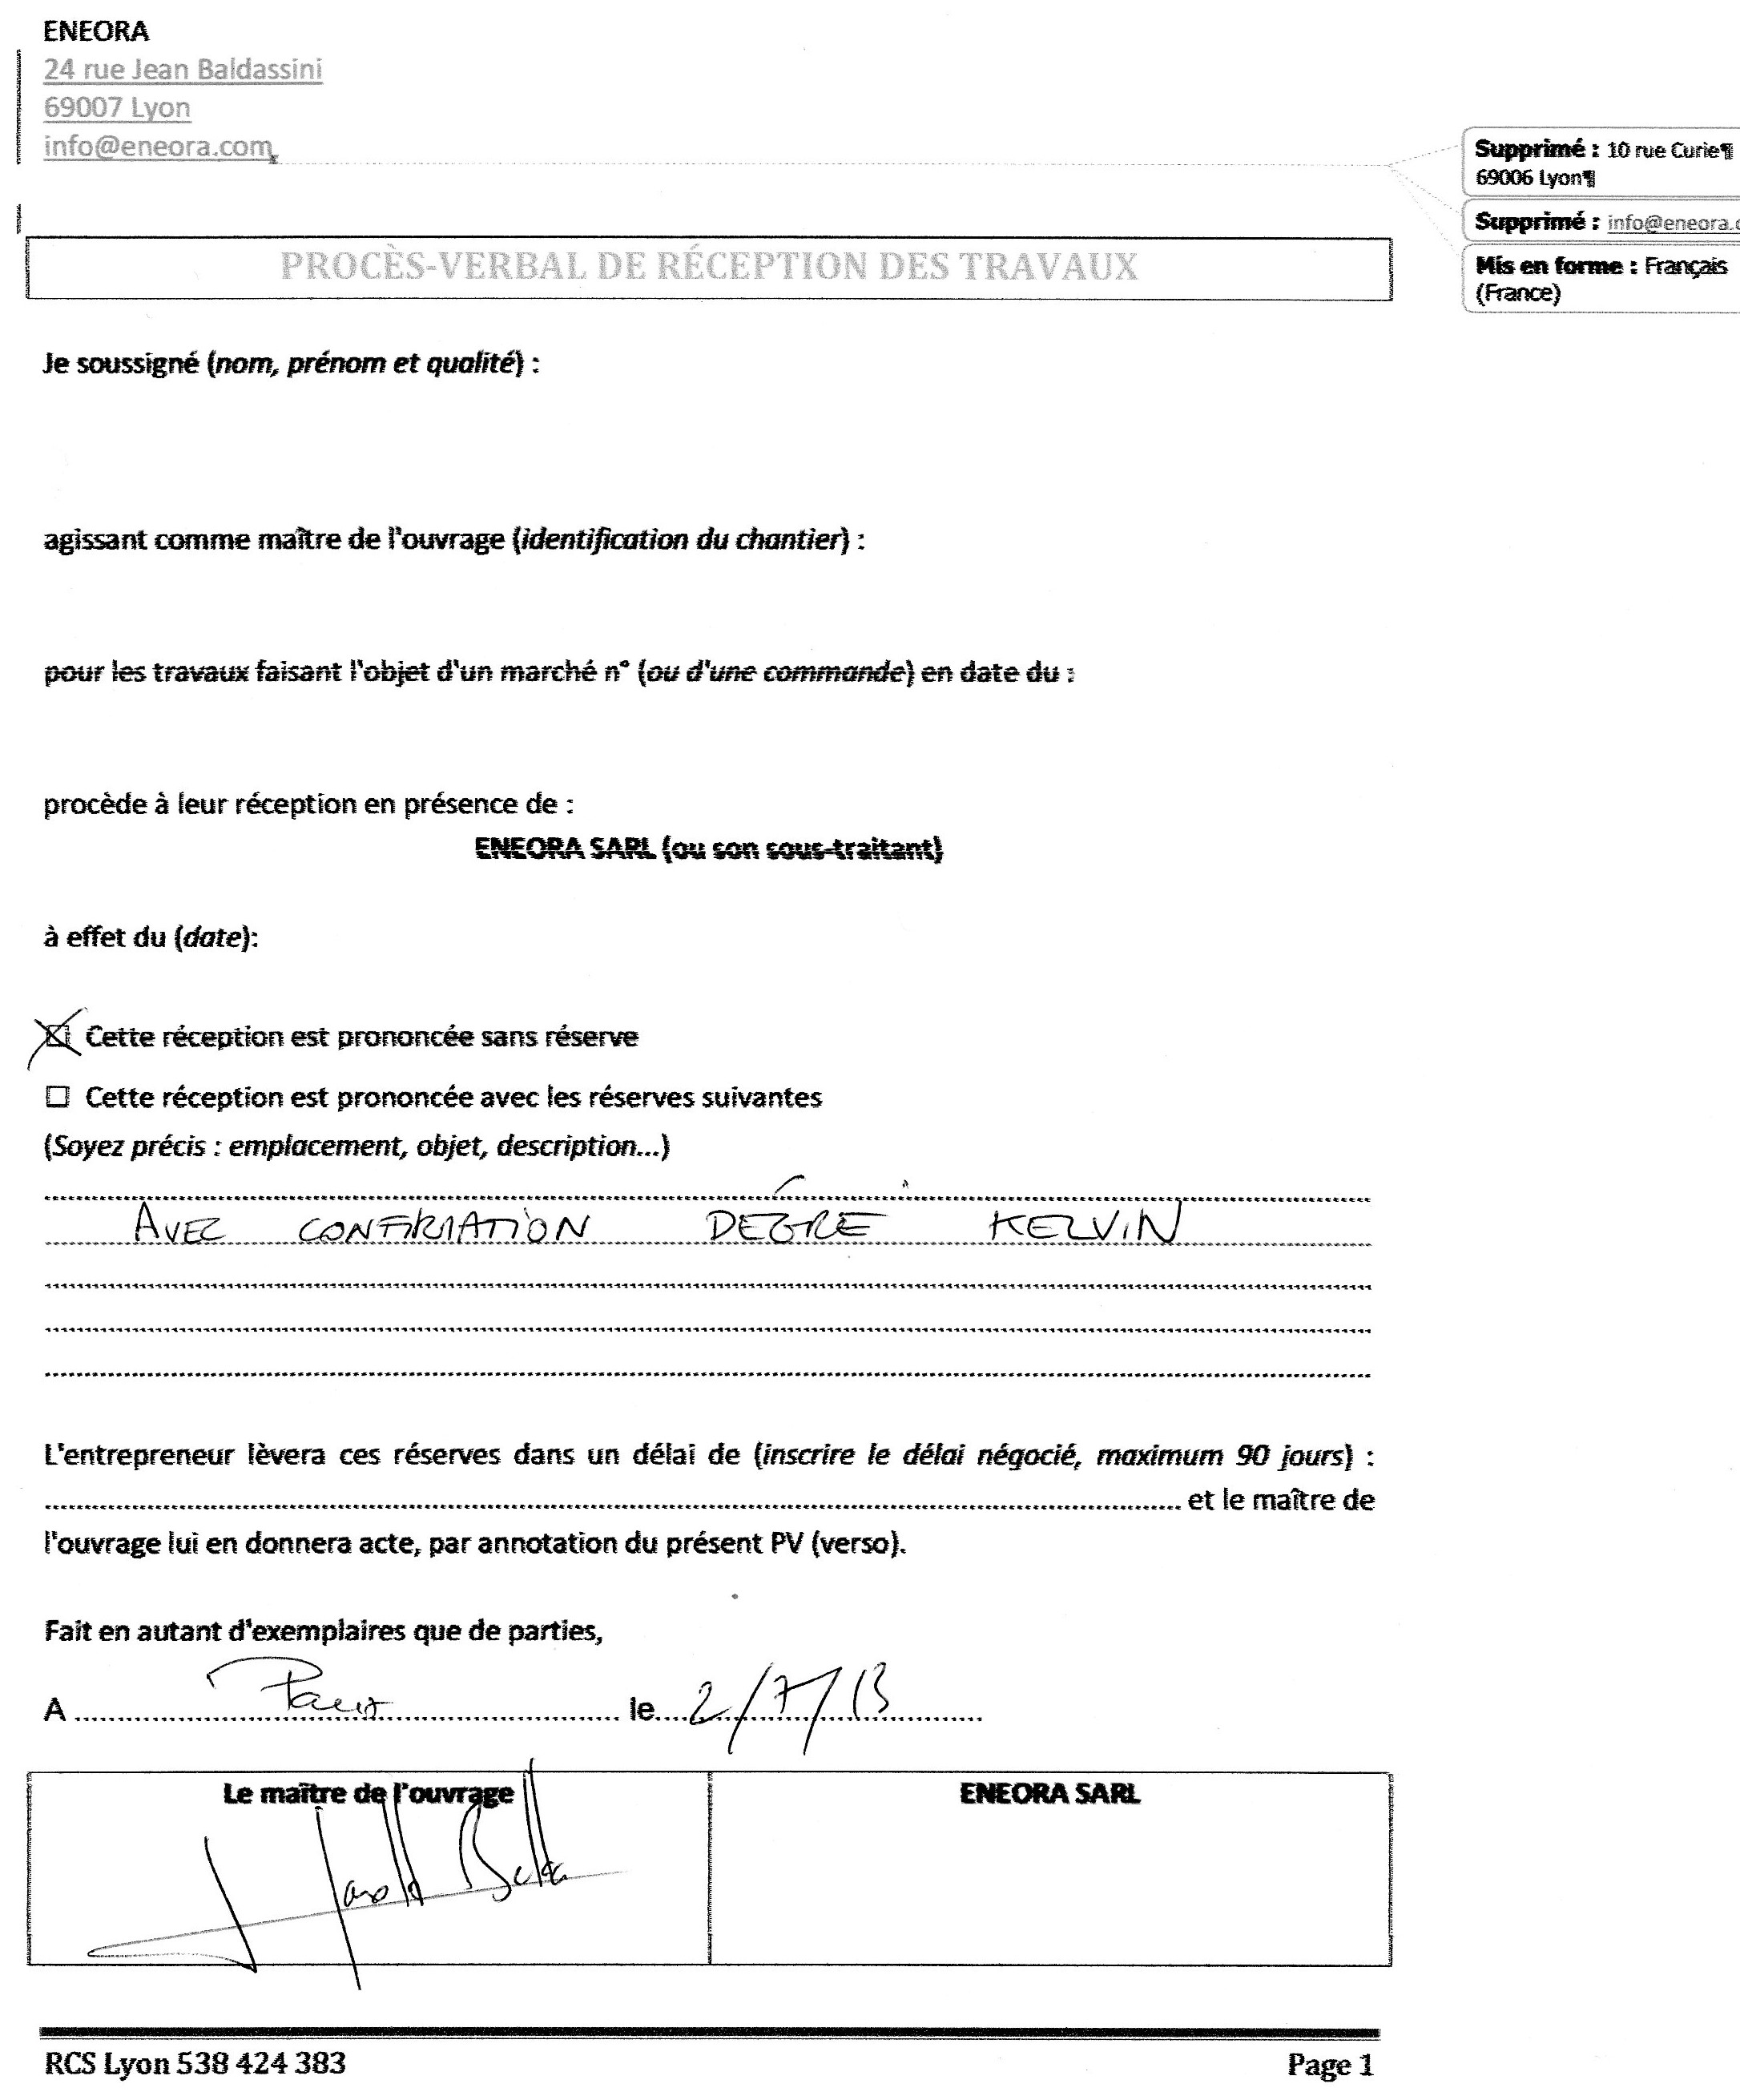 ENEORA
24 rue Jean Baldassini
69007 Lyon
info@eneora.com
Supprimé : 10 rue Curie¶
69006 Lyon¶
Supprimé : info@eneora.c
Mis en forme : Français
(France)
PROCÈS-VERBAL DE RÉCEPTION DES TRAVAUX
Je soussigné (nom, prénom et qualité) :
agissant comme maître de l'ouvrage (identification du chantier) :
pour les travaux faisant l'objet d'un marché n° (ou d'une commande) en date du :
procède à leur réception en présence de :
ENEORA SARL (ou son sous-traitant)
à effet du (date):
Cette réception est prononcée sans réserve
☐ Cette réception est prononcée avec les réserves suivantes
(Soyez précis : emplacement, objet, description...)
AVEC CONFIRMATION DEGRÉ KELVIN
L'entrepreneur lèvera ces réserves dans un délai de (inscrire le délai négocié, maximum 90 jours) :
et le maître de
l'ouvrage lui en donnera acte, par annotation du présent PV (verso).
Fait en autant d'exemplaires que de parties,
A Paris le 2/7/13
Le maître de l'ouvrage
ENEORA SARL
RCS Lyon 538 424 383
Page 1